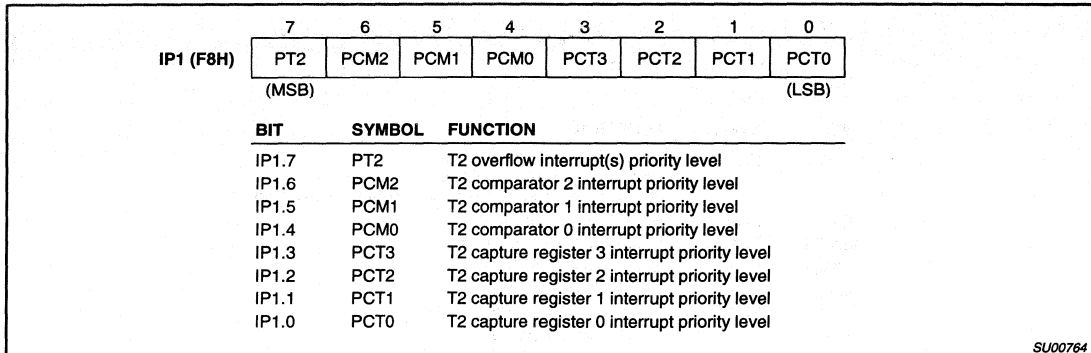 7 6 5 4 3 2 1 0
IP1 (F8H) PT2 PCM2 PCM1 PCM0 PCT3 PCT2 PCT1 PCT0
(MSB) (LSB)
BIT SYMBOL FUNCTION
IP1.7 PT2 T2 overflow interrupt(s) priority level
IP1.6 PCM2 T2 comparator 2 interrupt priority level
IP1.5 PCM1 T2 comparator 1 interrupt priority level
IP1.4 PCM0 T2 comparator 0 interrupt priority level
IP1.3 PCT3 T2 capture register 3 interrupt priority level
IP1.2 PCT2 T2 capture register 2 interrupt priority level
IP1.1 PCT1 T2 capture register 1 interrupt priority level
IP1.0 PCT0 T2 capture register 0 interrupt priority level
SU00764